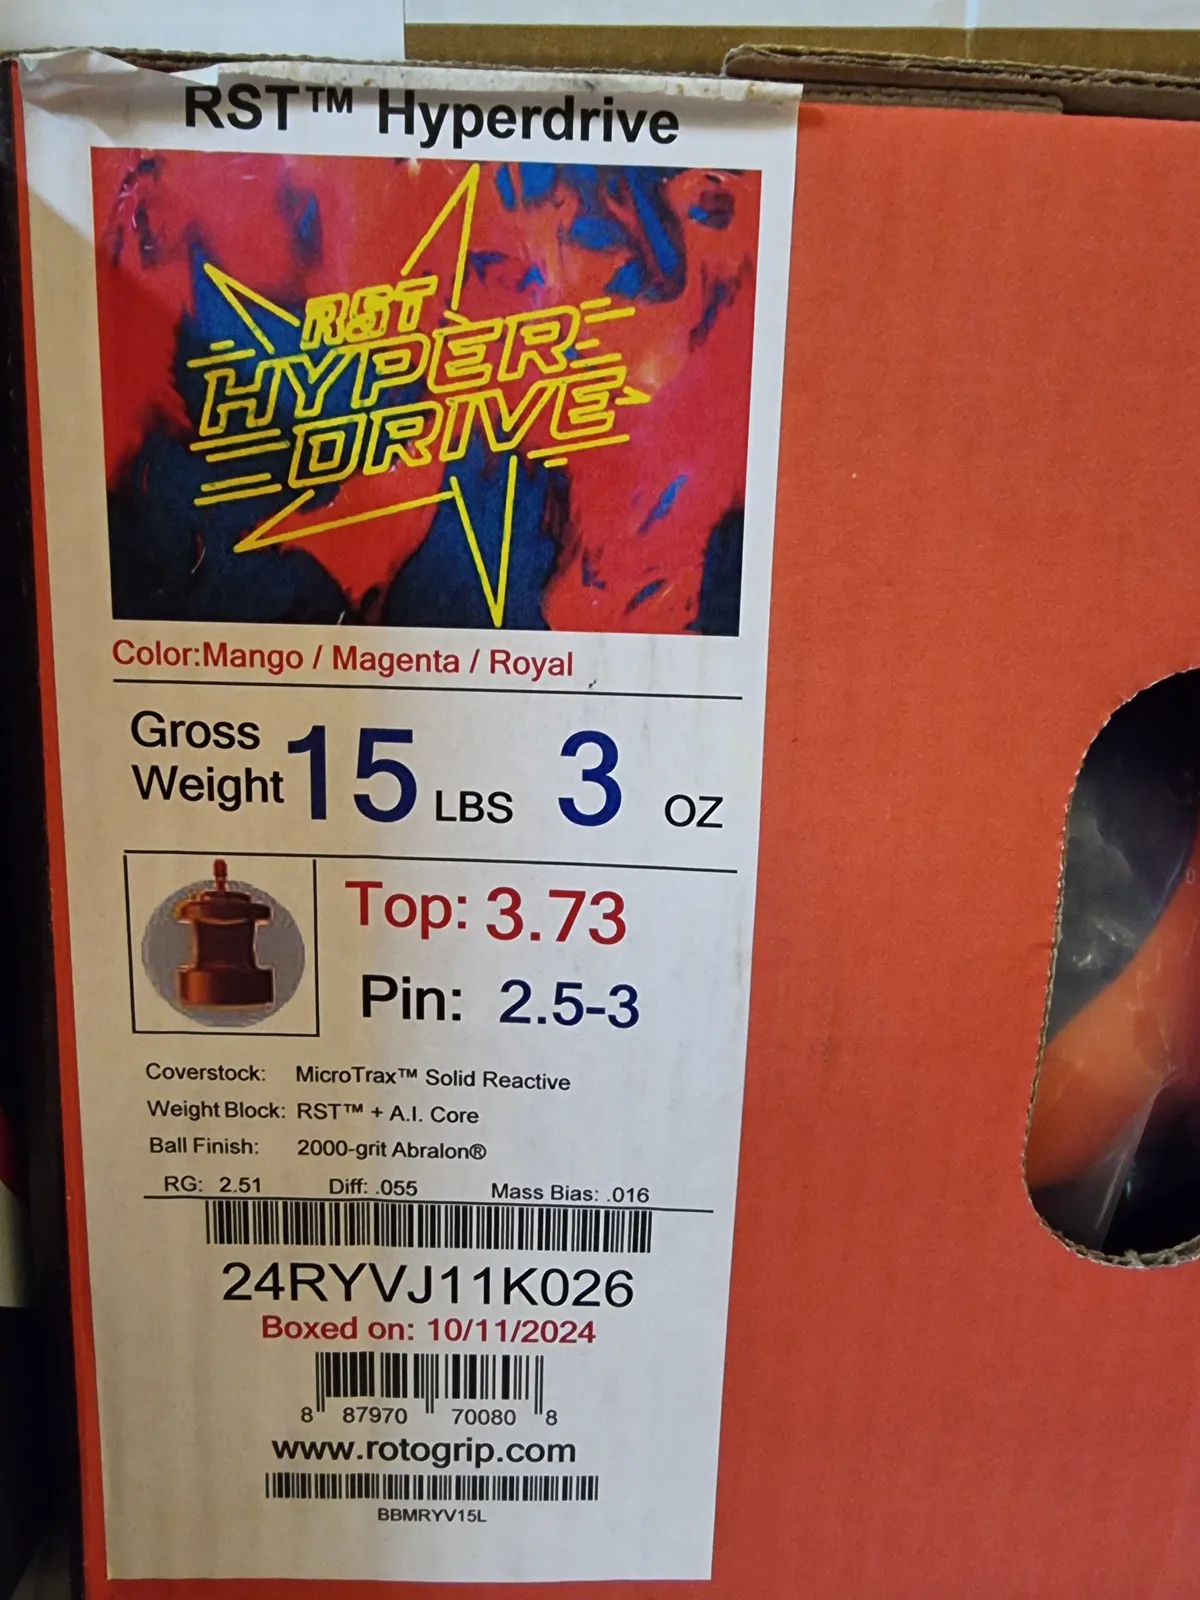 RST™ Hyperdrive
RST
HYPER
DRIVE
Color:Mango / Magenta / Royal
Gross Weight 15 LBS 3 OZ
Top: 3.73
Pin: 2.5-3
Coverstock: MicroTrax™ Solid Reactive
Weight Block: RST™ + A.I. Core
Ball Finish: 2000-grit Abralon®
RG: 2.51 Diff: .055 Mass Bias: .016
24RYVJ11K026
Boxed on: 10/11/2024
8 87970 70080 8
www.rotogrip.com
BBMRYV15L